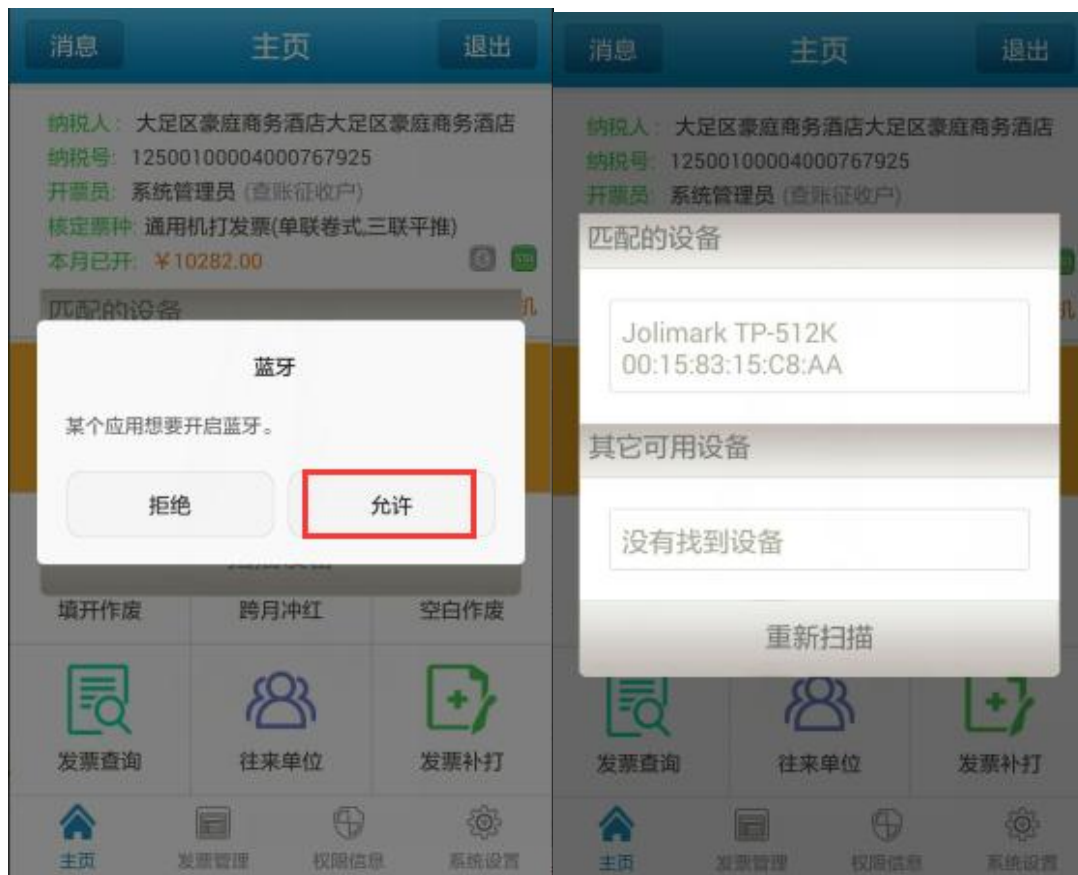 消息 主页 退出
纳税人: 大足区豪庭商务酒店大足区豪庭商务酒店
纳税号: 125001000004000767925
开票员: 系统管理员 (查账征收户)
核定票种: 通用机打发票(单联卷式,三联平推)
本月已开: ￥10282.00
匹配的设备
机
蓝牙
某个应用想要开启蓝牙。
拒绝 允许
填开作废 跨月冲红 空白作废
发票查询 往来单位 发票补打
主页 发票管理 权限信息 系统设置
消息 主页 退出
纳税人: 大足区豪庭商务酒店大足区豪庭商务酒店
纳税号: 125001000004000767925
开票员: 系统管理员 (查账征收户)
匹配的设备
机
Jolimark TP-512K
00:15:83:15:C8:AA
其它可用设备
没有找到设备
重新扫描
发票查询 往来单位 发票补打
主页 发票管理 权限信息 系统设置